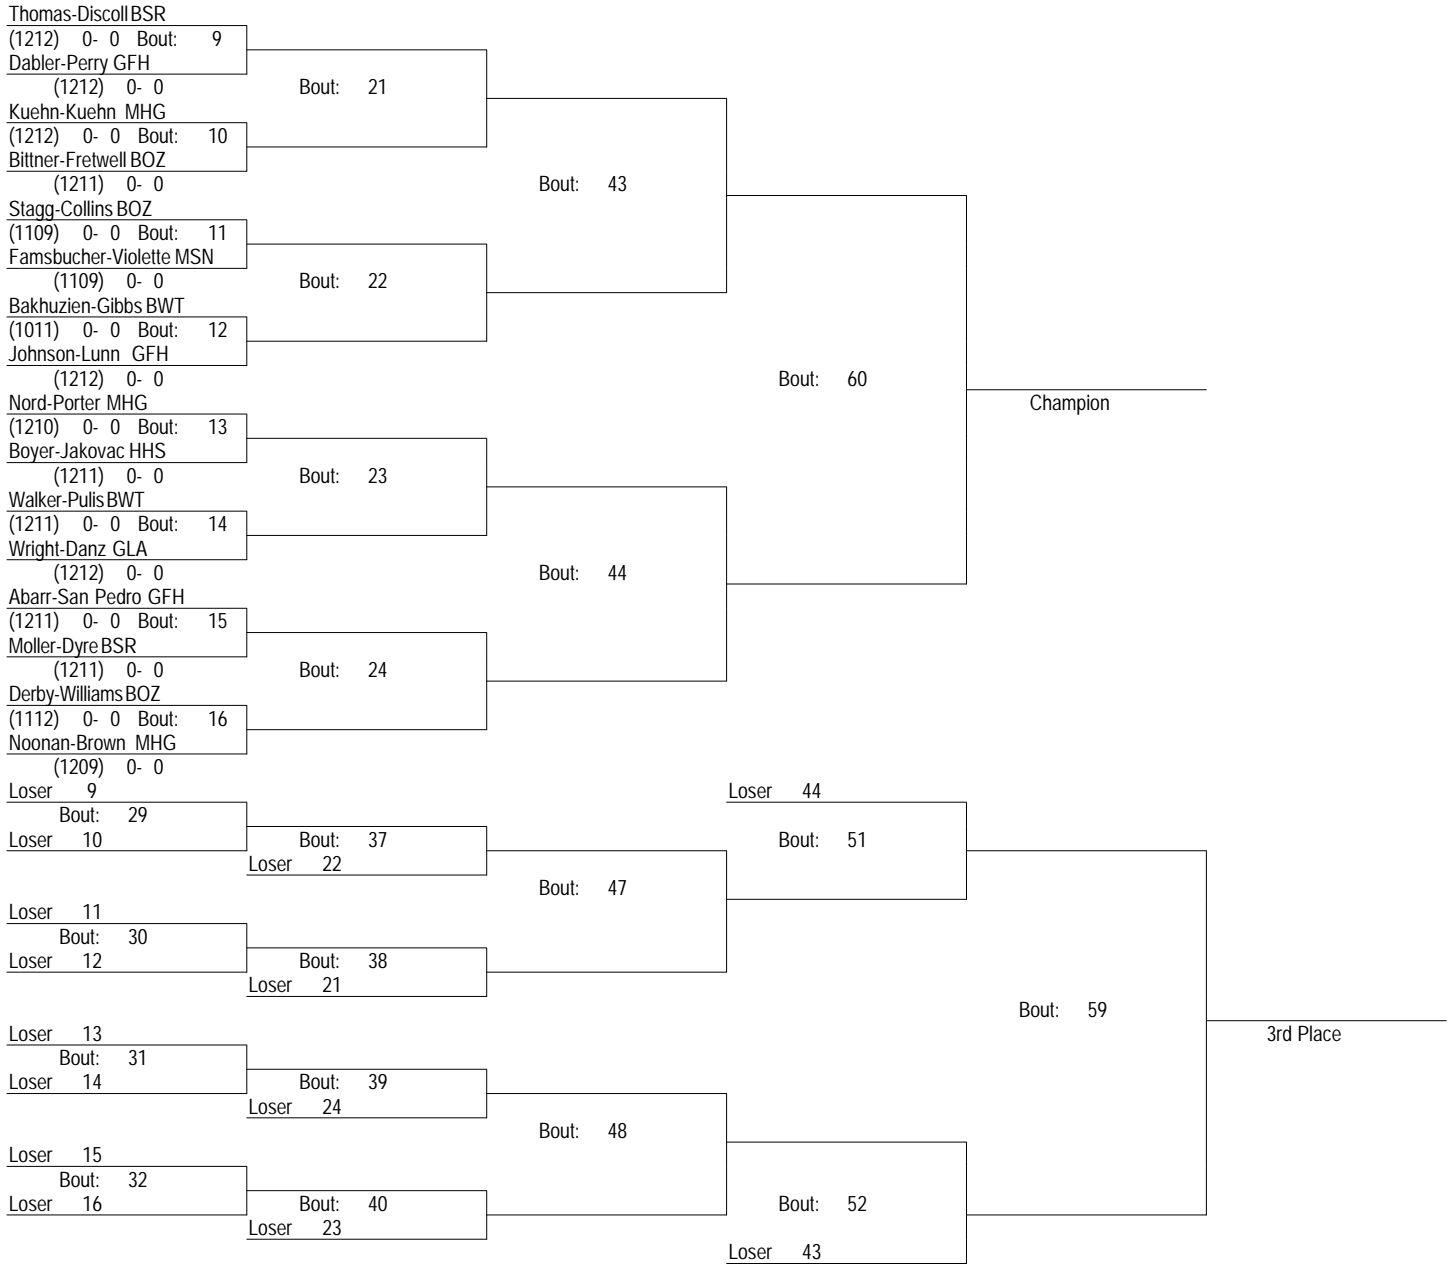 Thomas-Discoll BSR
(1212) 0- 0 Bout: 9
Dabler-Perry GFH
(1212) 0- 0 Bout: 21
Kuehn-Kuehn MHG
(1212) 0- 0 Bout: 10
Bittner-Fretwell BOZ
(1211) 0- 0 Bout: 43
Stagg-Collins BOZ
(1109) 0- 0 Bout: 11
Famsbucher-Violette MSN
(1109) 0- 0 Bout: 22
Bakhuzien-Gibbs BWT
(1011) 0- 0 Bout: 12
Johnson-Lunn GFH
(1212) 0- 0 Bout: 60
Nord-Porter MHG Champion
(1210) 0- 0 Bout: 13
Boyer-Jakovac HHS
(1211) 0- 0 Bout: 23
Walker-Pulis BWT
(1211) 0- 0 Bout: 14
Wright-Danz GLA
(1212) 0- 0 Bout: 44
Abarr-San Pedro GFH
(1211) 0- 0 Bout: 15
Moller-Dyre BSR
(1211) 0- 0 Bout: 24
Derby-Williams BOZ
(1112) 0- 0 Bout: 16
Noonan-Brown MHG
(1209) 0- 0
Loser 9 Loser 44
Bout: 29
Loser 10 Bout: 37 Bout: 51
Loser 22
Bout: 47
Loser 11
Bout: 30
Loser 12 Bout: 38
Loser 21
Bout: 59
Loser 13 3rd Place
Bout: 31
Loser 14 Bout: 39
Loser 24
Bout: 48
Loser 15
Bout: 32
Loser 16 Bout: 40 Bout: 52
Loser 23
Loser 43